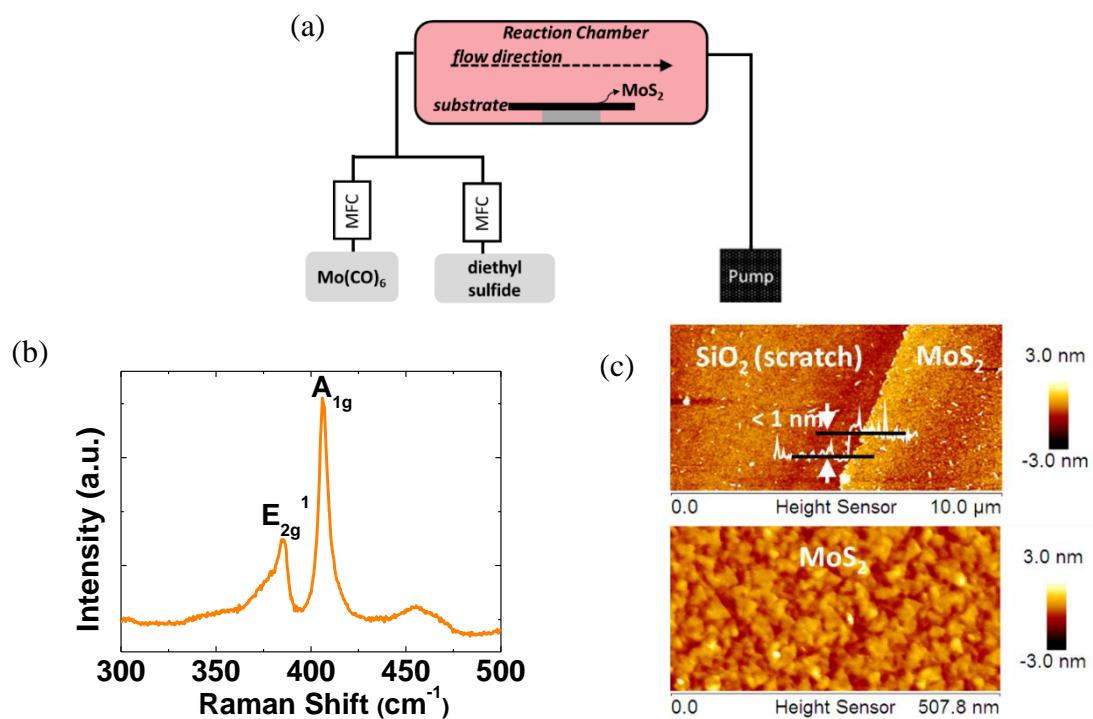 (a)
Reaction Chamber
flow direction
substrate
MoS₂
MFC
MFC
Mo(CO)₆
diethyl
sulfide
Pump
(b)
Intensity (a.u.)
E₂g¹
A₁g
300
350
400
450
500
Raman Shift (cm⁻¹)
(c)
SiO₂ (scratch)
MoS₂
< 1 nm
3.0 nm
-3.0 nm
0.0
Height Sensor
10.0 µm
MoS₂
3.0 nm
-3.0 nm
0.0
Height Sensor
507.8 nm